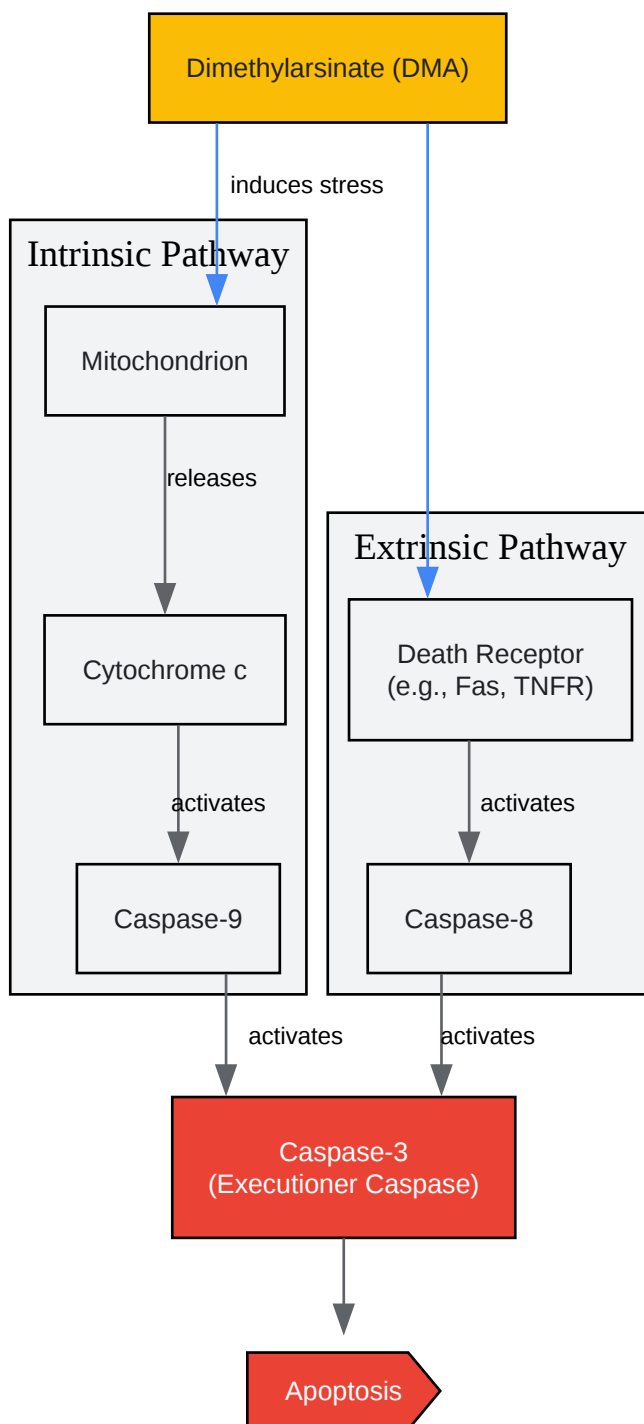 Dimethylarsinate (DMA)
induces stress
Intrinsic Pathway
Mitochondrion
releases
Extrinsic Pathway
Death Receptor
(e.g., Fas, TNFR)
Cytochrome c
activates
activates
Caspase-9
Caspase-8
activates
activates
Caspase-3
(Executioner Caspase)
Apoptosis